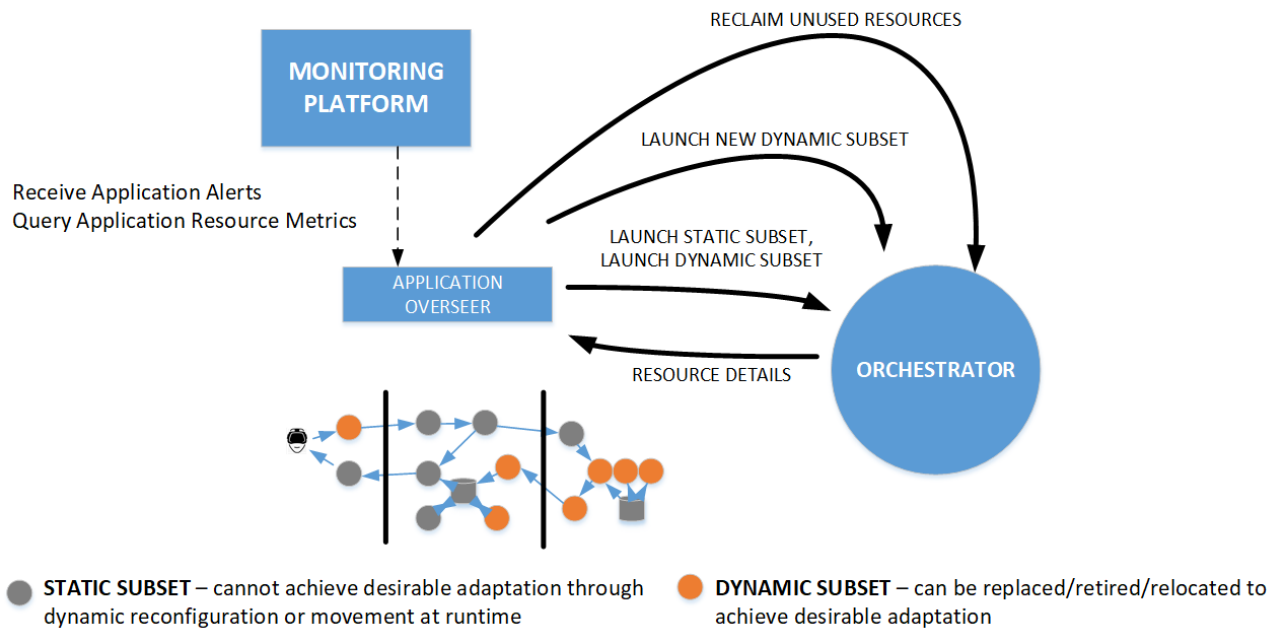 RECLAIM UNUSED RESOURCES
MONITORING
PLATFORM
LAUNCH NEW DYNAMIC SUBSET
Receive Application Alerts
Query Application Resource Metrics
LAUNCH STATIC SUBSET,
LAUNCH DYNAMIC SUBSET
APPLICATION
OVERSEER
ORCHESTRATOR
RESOURCE DETAILS
STATIC SUBSET – cannot achieve desirable adaptation through
dynamic reconfiguration or movement at runtime
DYNAMIC SUBSET – can be replaced/retired/relocated to
achieve desirable adaptation